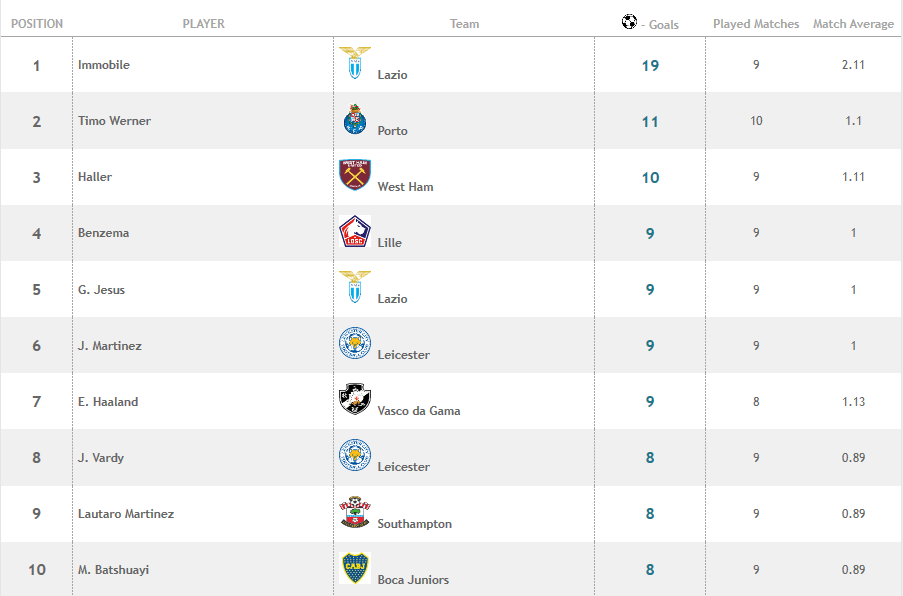 POSITION PLAYER Team - Goals Played Matches Match Average
1 Immobile Lazio 19 9 2.11
2 Timo Werner Porto 11 10 1.1
3 Haller West Ham 10 9 1.11
4 Benzema Lille 9 9 1
5 G. Jesus Lazio 9 9 1
6 J. Martinez Leicester 9 9 1
7 E. Haaland Vasco da Gama 9 8 1.13
8 J. Vardy Leicester 8 9 0.89
9 Lautaro Martinez Southampton 8 9 0.89
10 M. Batshuayi Boca Juniors 8 9 0.89